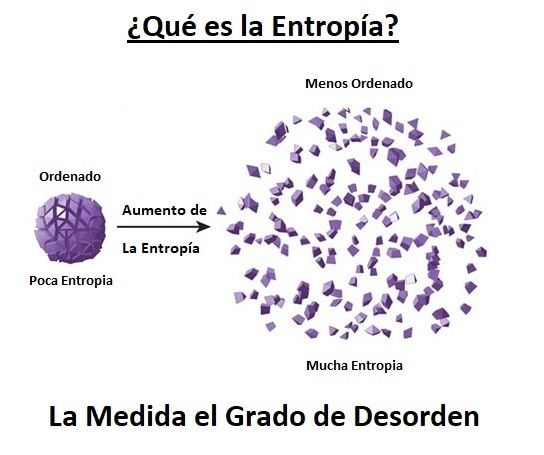 ¿Qué es la Entropía?
Menos Ordenado
Ordenado
Aumento de
La Entropía
Poca Entropia
Mucha Entropia
La Medida el Grado de Desorden